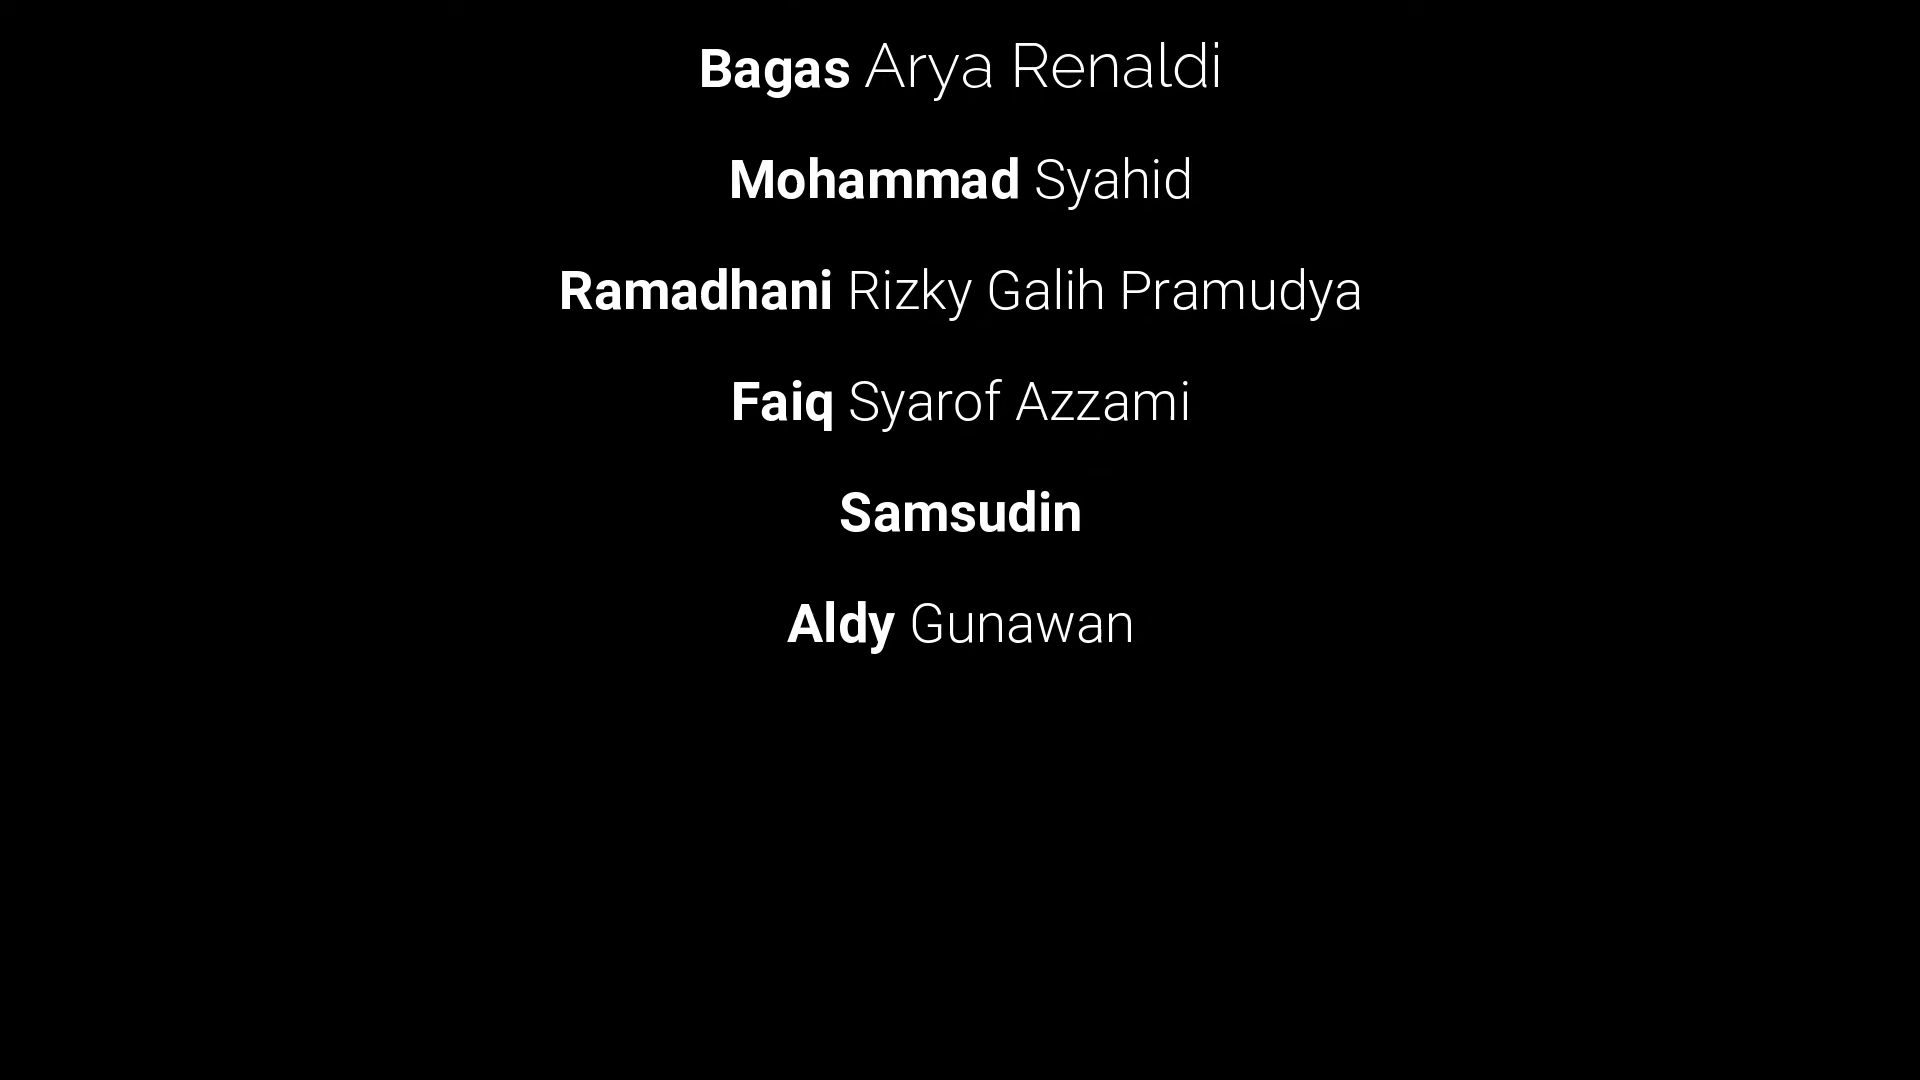 Bagas Arya Renaldi
Mohammad Syahid
Ramadhani Rizky Galih Pramudya
Faiq Syarof Azzami
Samsudin
Aldy Gunawan